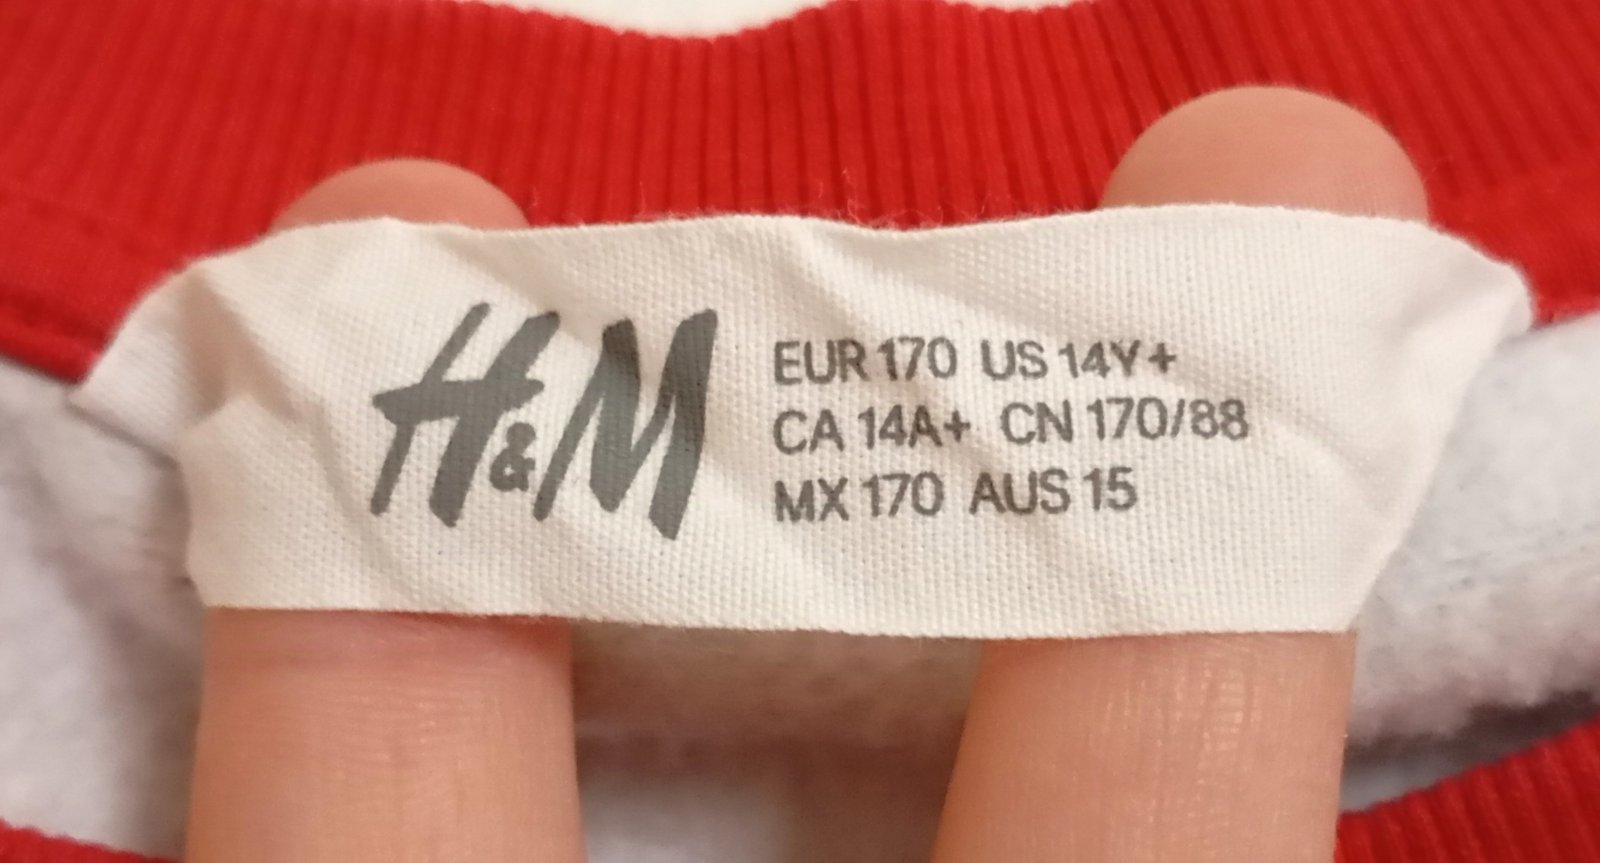 H&M
EUR 170 US 14Y+
CA 14A+ CN 170/88
MX 170 AUS 15